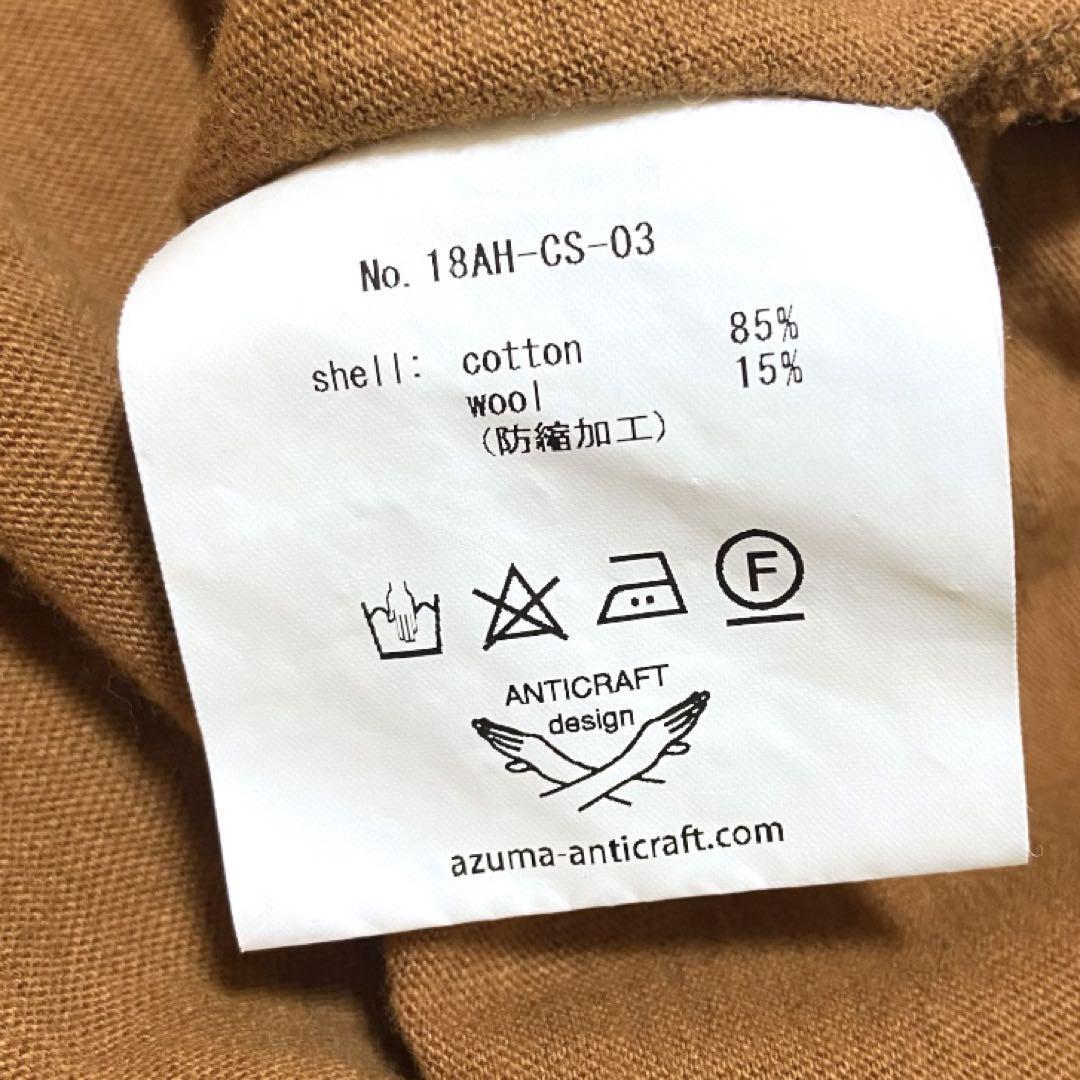 No. 18AH-CS-03
shell: cotton 85%
wool 15%
(防縮加工)
F
ANTICRAFT
design
azuma-anticraft.com